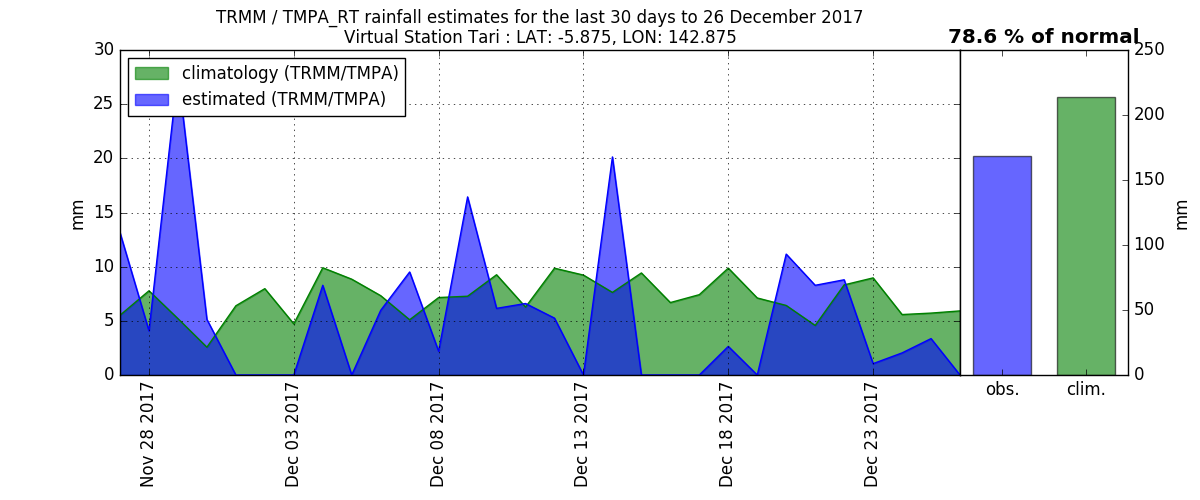 TRMM / TMPA_RT rainfall estimates for the last 30 days to 26 December 2017
Virtual Station Tari : LAT: -5.875, LON: 142.875
78.6 % of normal
climatology (TRMM/TMPA)
estimated (TRMM/TMPA)
30
25
20
15
10
5
0
mm
Nov 28 2017
Dec 03 2017
Dec 08 2017
Dec 13 2017
Dec 18 2017
Dec 23 2017
250
200
150
100
50
0
mm
obs.
clim.